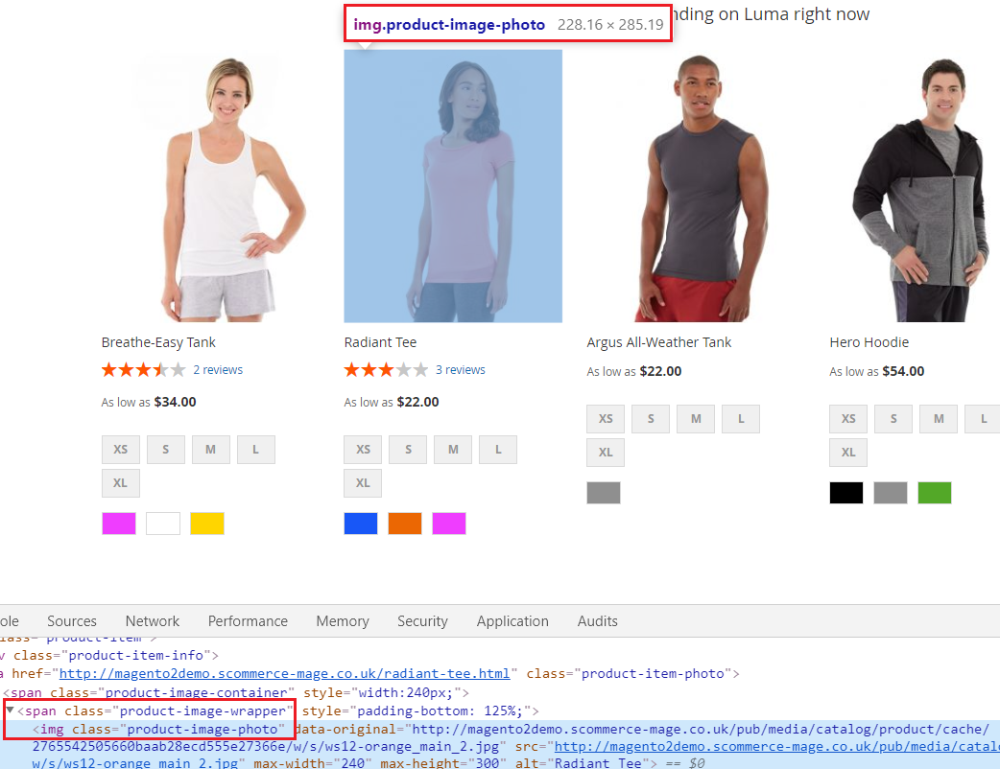 img.product-image-photo 228.16 × 285.19
nding on Luma right now
Breathe-Easy Tank
2 reviews
As low as $34.00
XS S M L
XL
Radiant Tee
3 reviews
As low as $22.00
XS S M L
XL
Argus All-Weather Tank
As low as $22.00
XS S M L
XL
Hero Hoodie
As low as $54.00
XS S M L
XL
ole Sources Network Performance Memory Security Application Audits
lass="product-item">
v class="product-item-info">
a href="http://magento2demo.scommerce-mage.co.uk/radiant-tee.html" class="product-item-photo">
<span class="product-image-container" style="width:240px;">
▼<span class="product-image-wrapper" style="padding-bottom: 125%;">
<img class="product-image-photo" data-original="http://magento2demo.scommerce-mage.co.uk/pub/media/catalog/product/cache/
2765542505660baab28ecd555e27366e/w/s/ws12-orange_main_2.jpg" src="http://magento2demo.scommerce-mage.co.uk/pub/media/catalo
w/s/ws12-orange_main_2.jpg" max-width="240" max-height="300" alt="Radiant Tee"> == $0